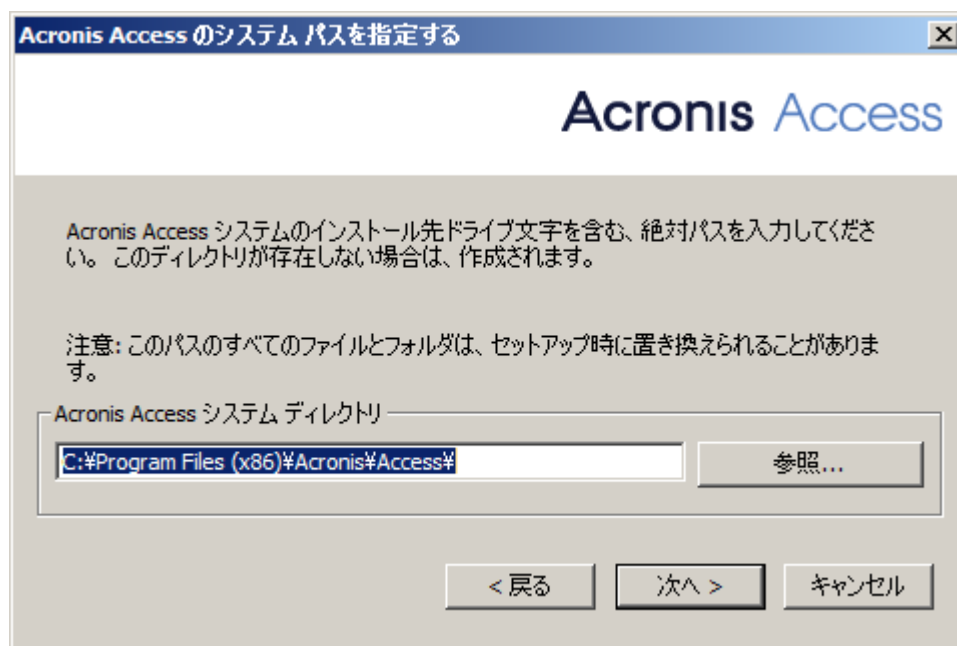 Acronis Access のシステム パスを指定する
Acronis Access
Acronis Access システムのインストール先ドライブ文字を含む、絶対パスを入力してくださ
い。 このディレクトリが存在しない場合は、作成されます。
注意: このパスのすべてのファイルとフォルダは、セットアップ時に置き換えられることがありま
す。
Acronis Access システム ディレクトリ
C:¥Program Files (x86)¥Acronis¥Access¥
参照...
< 戻る
次へ >
キャンセル